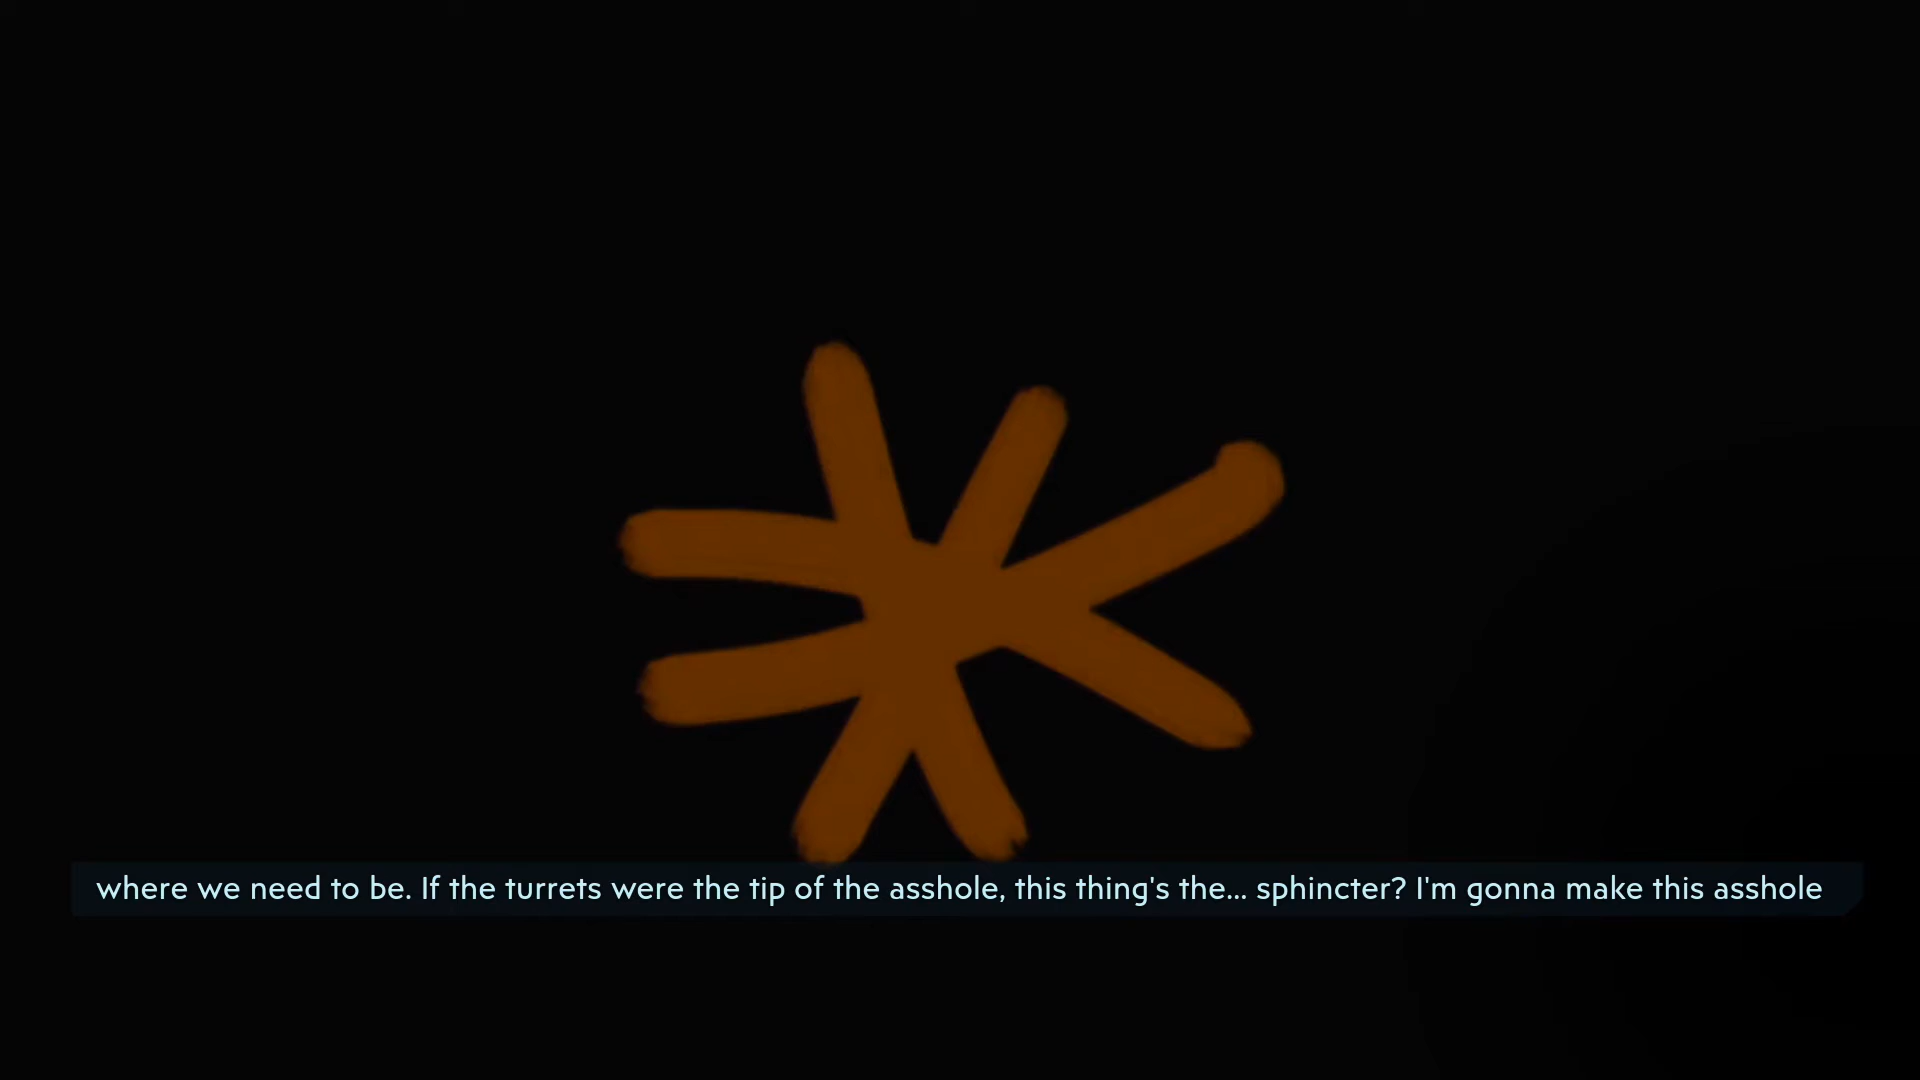 where we need to be. If the turrets were the tip of the asshole, this thing's the... sphincter? I'm gonna make this asshole